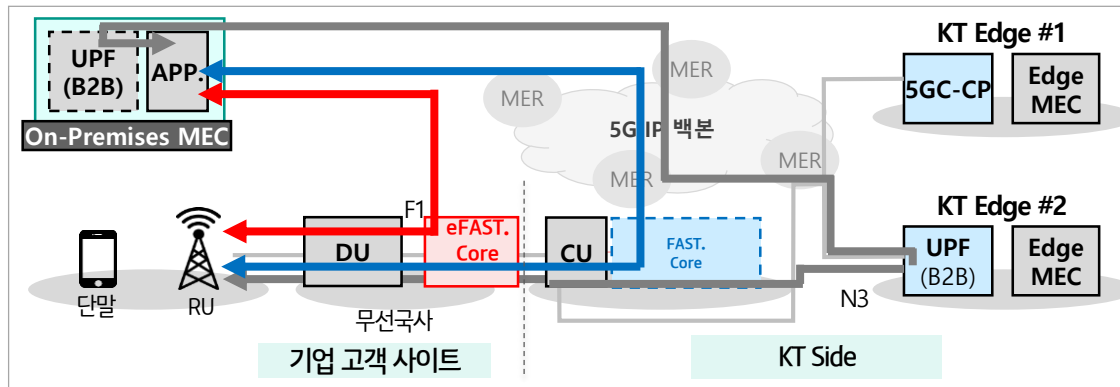 UPF
(B2B)
APP.
On-Premises MEC
MER
MER
5G IP 백본
MER
MER
KT Edge #1
5GC-CP
Edge
MEC
KT Edge #2
UPF
(B2B)
Edge
MEC
F1
eFAST.
Core
DU
CU
FAST.
Core
N3
단말
RU
무선국사
기업 고객 사이트
KT Side